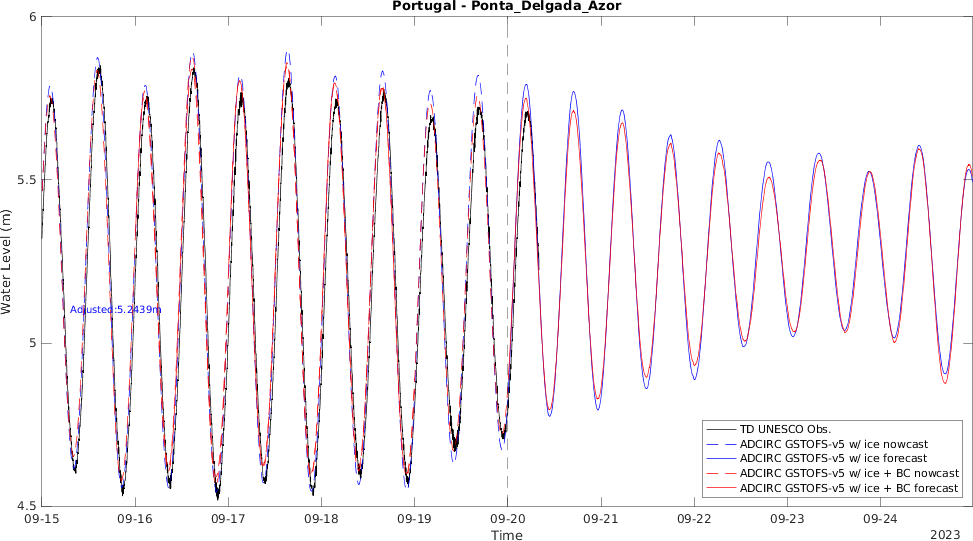 Portugal - Ponta_Delgada_Azor
6
5.5
5
4.5
Water Level (m)
Adjusted:5.2439m
TD UNESCO Obs.
ADCIRC GSTOFS-v5 w/ ice nowcast
ADCIRC GSTOFS-v5 w/ ice forecast
ADCIRC GSTOFS-v5 w/ ice + BC nowcast
ADCIRC GSTOFS-v5 w/ ice + BC forecast
09-15 09-16 09-17 09-18 09-19 09-20 09-21 09-22 09-23 09-24
Time
2023